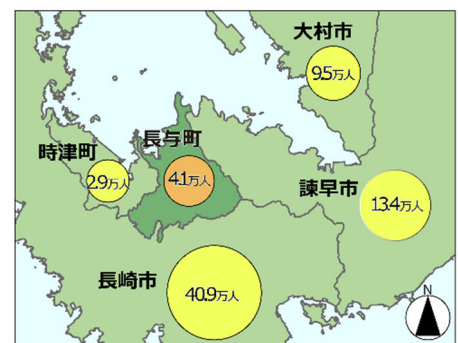 大村市
9.5万人
長与町
4.1万人
時津町
2.9万人
諫早市
13.4万人
長崎市
40.9万人
N